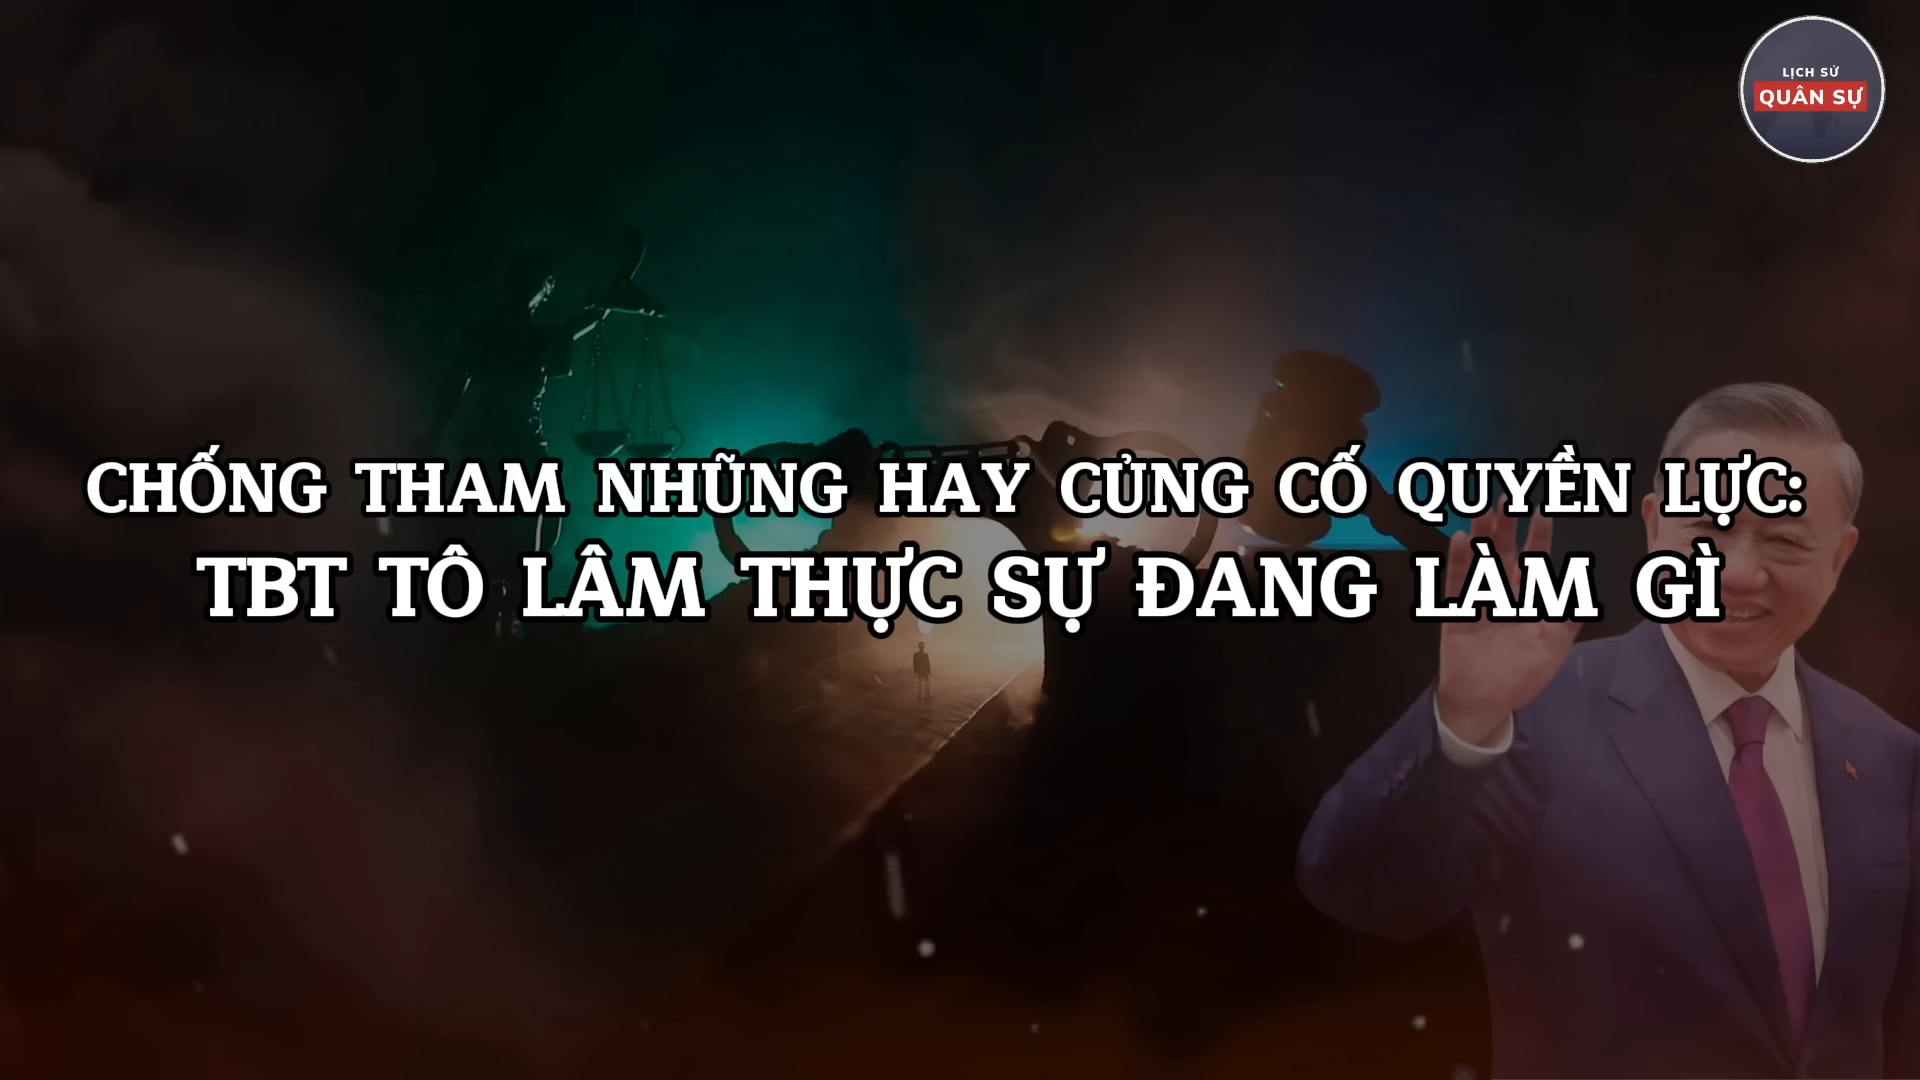 LỊCH SỬ
QUÂN SỰ
CHỐNG THAM NHŨNG HAY CỦNG CỐ QUYỀN LỰC:
TBT TÔ LÂM THỰC SỰ ĐANG LÀM GÌ